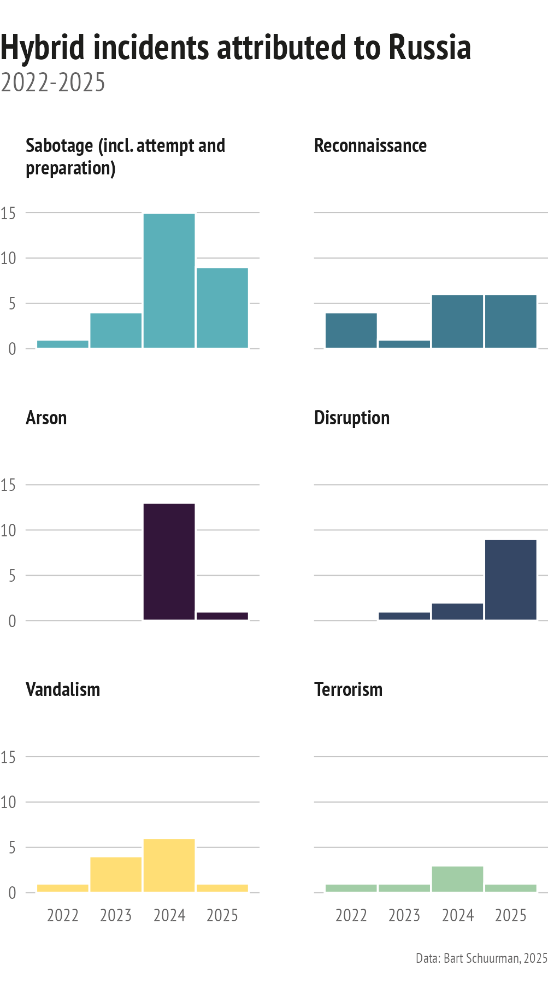 Hybrid incidents attributed to Russia
2022-2025
Sabotage (incl. attempt and
preparation)
Reconnaissance
15
10
5
0
Arson
Disruption
15
10
5
0
Vandalism
Terrorism
15
10
5
0
2022 2023 2024 2025
2022 2023 2024 2025
Data: Bart Schuurman, 2025